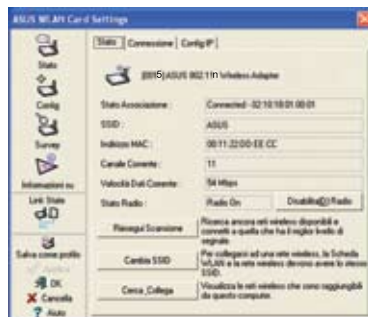 ASUS WLAN Card Settings
Stato
Config
Survey
Informazioni su
Link State
Salva come profilo
OK
Cancella
Aiuto
Stato Connessione Config IP
[0015]ASUS 802.11n Wireless Adapter
Stato Associazione : Connected - 02:10:18:01:00:01
SSID : ASUS
Indirizzo MAC : 00:11:22:DD:EE:CC
Canale Corrente : 11
Velocità Dati Corrente : 54 Mbps
Stato Radio : Radio On Disabilita(D) Radio
Riesegui Scansione
Ricerca ancora reti wireless disponibili e
connetti a quella che ha il miglior livello di
segnale.
Cambia SSID
Per collegarsi ad una rete wireless, la Scheda
WLAN e la rete wireless devono avere lo stesso
SSID.
Cerca_Collega
Visualizza le reti wireless che sono raggiungibili
da questo computer.